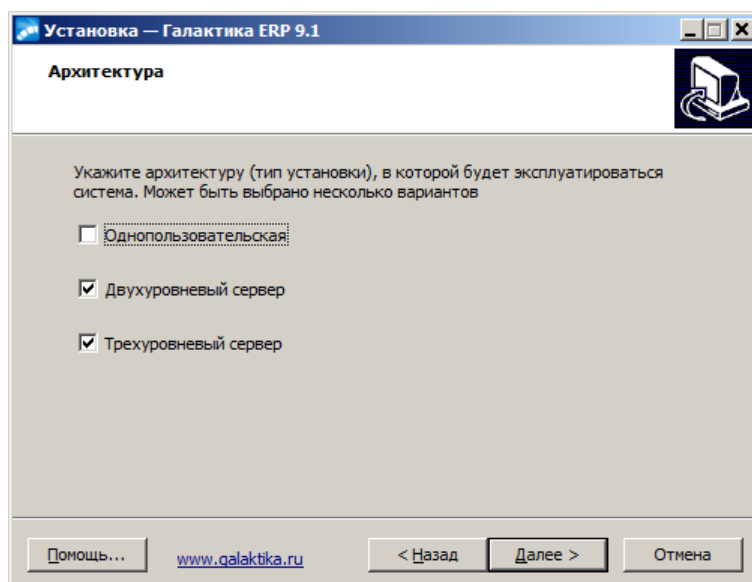 Установка — Галактика ERP 9.1
Архитектура
Укажите архитектуру (тип установки), в которой будет эксплуатироваться
система. Может быть выбрано несколько вариантов
Однопользовательская
Двухуровневый сервер
Трехуровневый сервер
Помощь...
www.galaktika.ru
< Назад
Далее >
Отмена